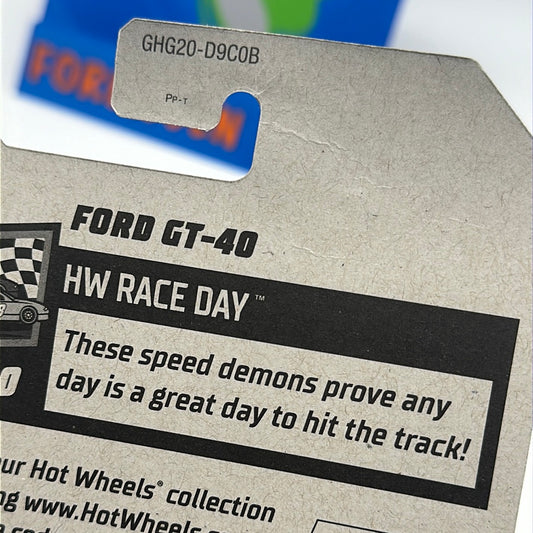 GHG20-D9C0B
PP-T
FORD GT-40
HW RACE DAY™
These speed demons prove any
day is a great day to hit the track!
Hot Wheels® collection
www.HotWheels